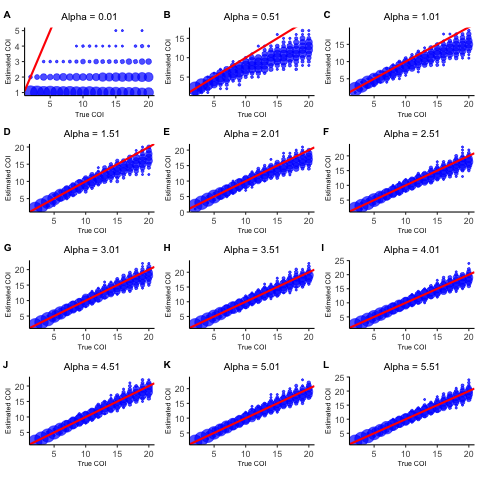 A Alpha = 0.01 B Alpha = 0.51 C Alpha = 1.01
Estimated COI 5 4 3 2 1
Estimated COI 15 10 5
Estimated COI 15 10 5
5 10 15 20 5 10 15 20 5 10 15 20
True COI True COI True COI
D Alpha = 1.51 E Alpha = 2.01 F Alpha = 2.51
Estimated COI 20 15 10 5
Estimated COI 20 15 10 5 0
Estimated COI 20 15 10 5
5 10 15 20 5 10 15 20 5 10 15 20
True COI True COI True COI
G Alpha = 3.01 H Alpha = 3.51 I Alpha = 4.01
Estimated COI 20 15 10 5
Estimated COI 20 15 10 5
Estimated COI 25 20 15 10 5
5 10 15 20 5 10 15 20 5 10 15 20
True COI True COI True COI
J Alpha = 4.51 K Alpha = 5.01 L Alpha = 5.51
Estimated COI 20 15 10 5
Estimated COI 20 15 10 5
Estimated COI 25 20 15 10 5
5 10 15 20 5 10 15 20 5 10 15 20
True COI True COI True COI